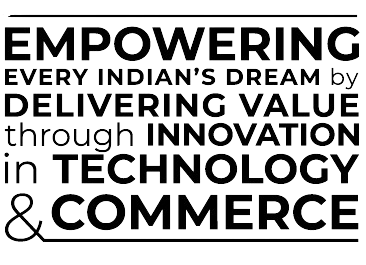 EMPOWERING
EVERY INDIAN'S DREAM by
DELIVERING VALUE
through INNOVATION
in TECHNOLOGY
& COMMERCE